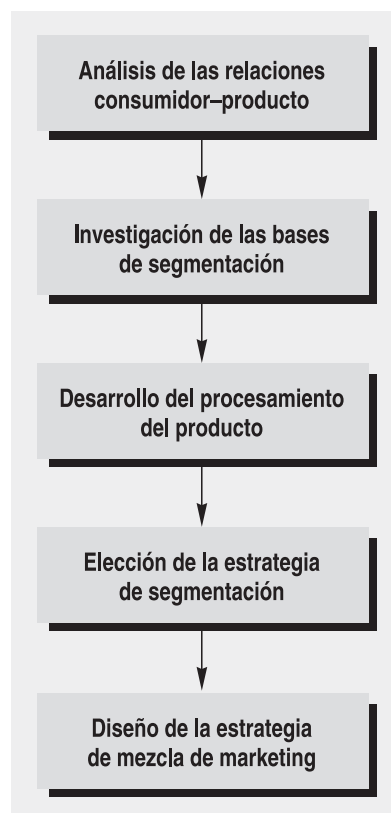 Análisis de las relaciones
consumidor–producto
Investigación de las bases
de segmentación
Desarrollo del procesamiento
del producto
Elección de la estrategia
de segmentación
Diseño de la estrategia
de mezcla de marketing